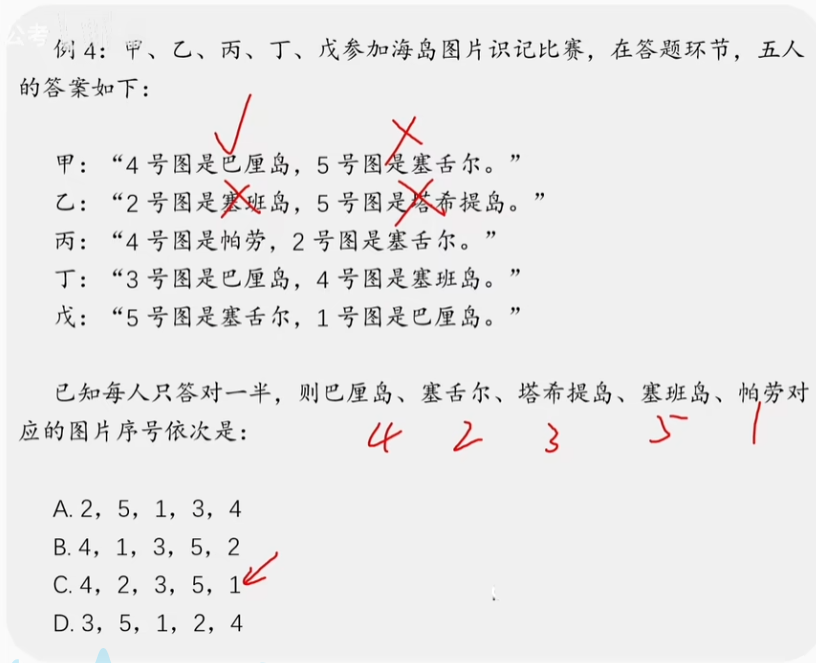 公考
例 4：甲、乙、丙、丁、戊参加海岛图片识记比赛，在答题环节，五人
的答案如下：
甲：“4 号图是巴厘岛，5 号图是塞舌尔。”
乙：“2 号图是塞班岛，5 号图是塔希提岛。”
丙：“4 号图是帕劳，2 号图是塞舌尔。”
丁：“3 号图是巴厘岛，4 号图是塞班岛。”
戊：“5 号图是塞舌尔，1 号图是巴厘岛。”
已知每人只答对一半，则巴厘岛、塞舌尔、塔希提岛、塞班岛、帕劳对
应的图片序号依次是：
4 2 3 5 1
A. 2，5，1，3，4
B. 4，1，3，5，2
C. 4，2，3，5，1
D. 3，5，1，2，4